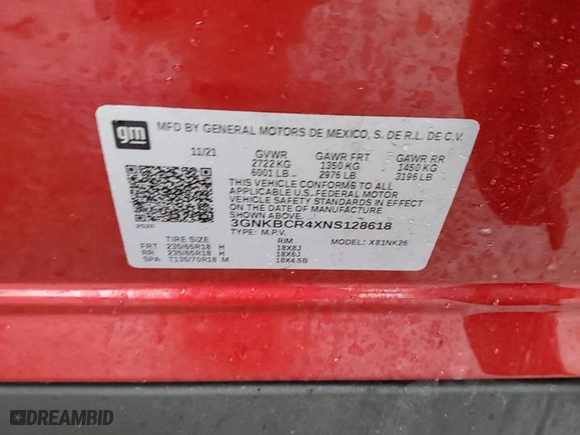 gm MFD BY GENERAL MOTORS DE MEXICO, S. DE R.L. DE C.V.
11/21 GVWR GAWR FRT GAWR RR
2722 KG 1350 KG 1450 KG
6001 LB 2976 LB 3196 LB
THIS VEHICLE CONFORMS TO ALL APPLICABLE
U.S. FEDERAL MOTOR
VEHICLE SAFETY STANDARDS IN EFFECT
ON THE DATE OF MANUFACTURE
SHOWN ABOVE.
3GNKBCR4XNS128618
TYPE: M.P.V.
TIRE SIZE RIM MODEL: X81NK26
FRT 235/65R18 H 18X8J
RR 235/65R18 H 18X8J
SPA T135/70R18 M 18X4.5B
DREAMBID